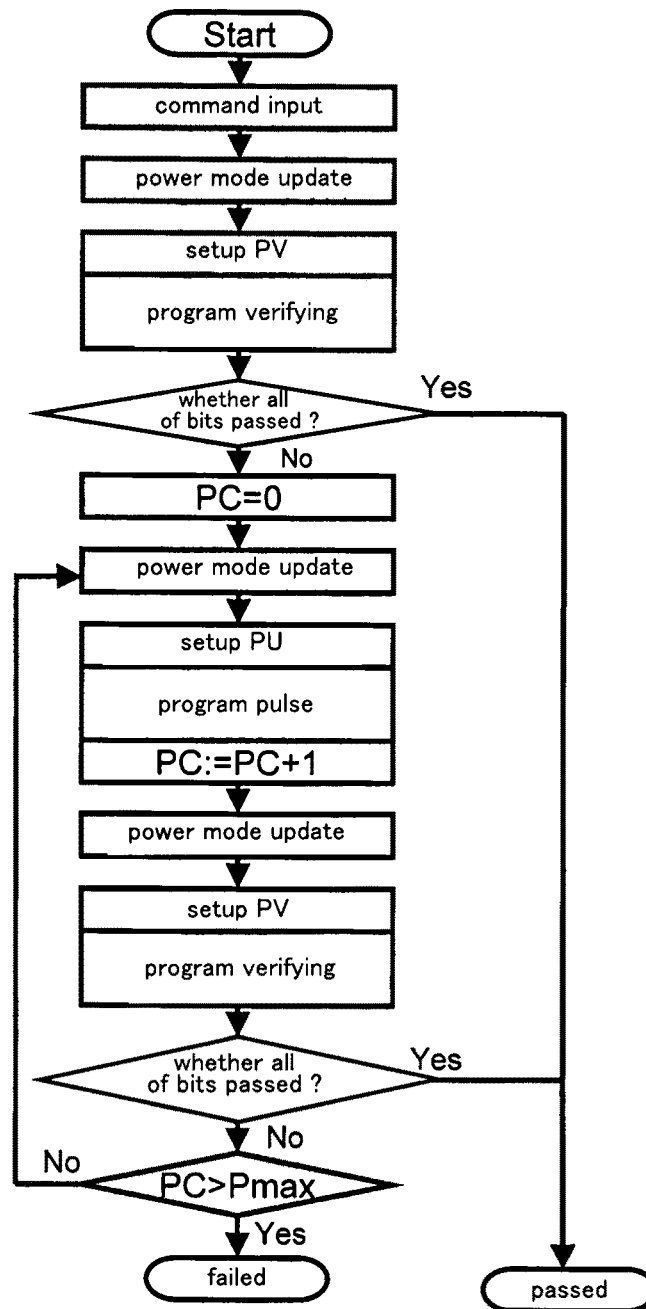 Start
command input
power mode update
setup PV
program verifying
whether all
of bits passed ?
Yes
No
PC=0
power mode update
setup PU
program pulse
PC:=PC+1
power mode update
setup PV
program verifying
whether all
of bits passed ?
Yes
No
PC>Pmax
No
Yes
failed
passed